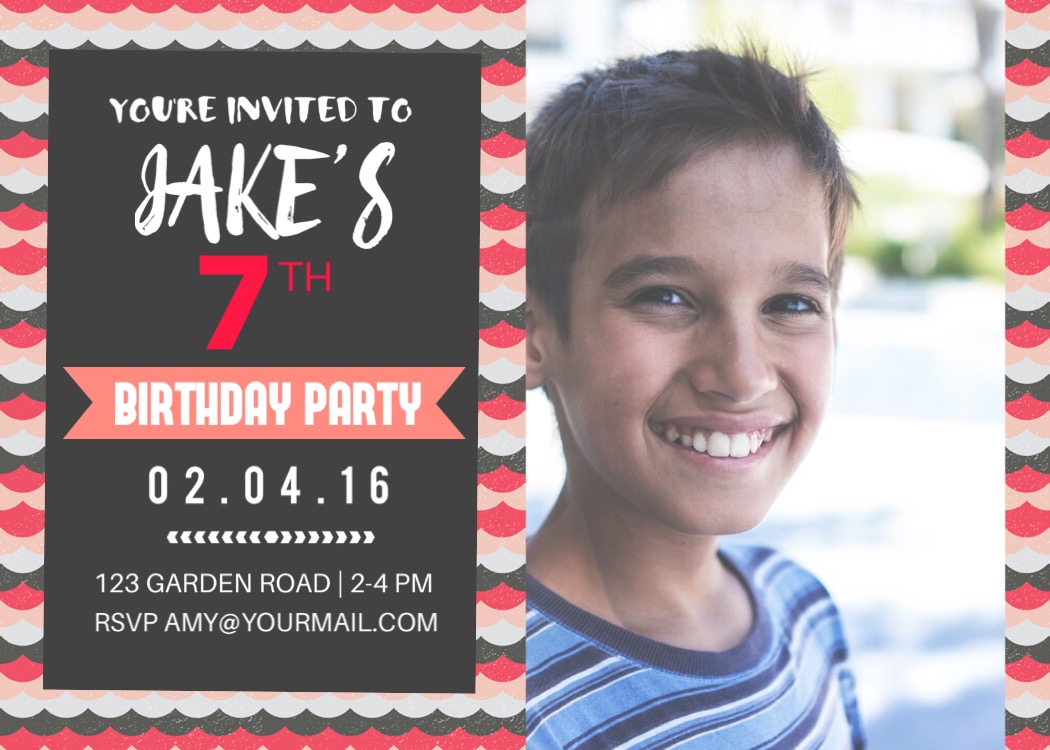 YOU'RE INVITED TO
JAKE'S
7TH
BIRTHDAY PARTY
02.04.16
123 GARDEN ROAD | 2-4 PM
RSVP AMY@YOURMAIL.COM